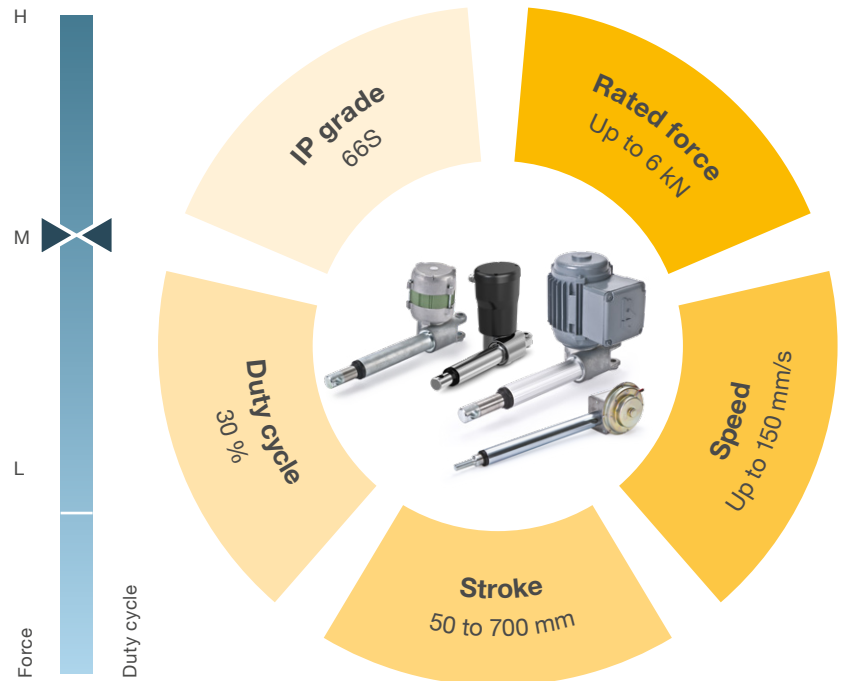 H
M
L
Force
Duty cycle
IP grade
66S
Rated force
Up to 6 kN
Speed
Up to 150 mm/s
Stroke
50 to 700 mm
Duty cycle
30 %